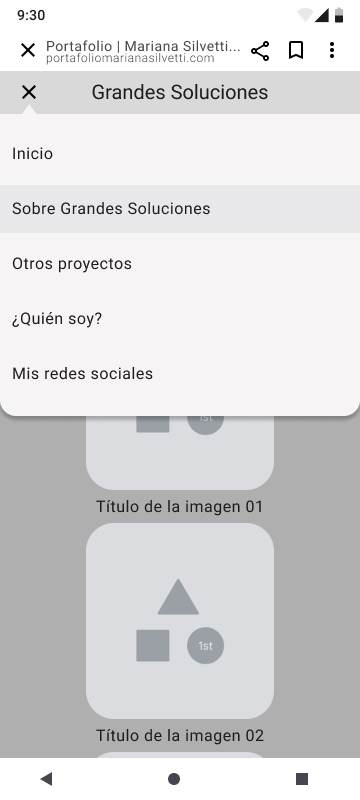 9:30
Portafolio | Mariana Silvetti...
portafoliomarianasilvetti.com
Grandes Soluciones
Inicio
Sobre Grandes Soluciones
Otros proyectos
¿Quién soy?
Mis redes sociales
1st
Título de la imagen 01
1st
Título de la imagen 02